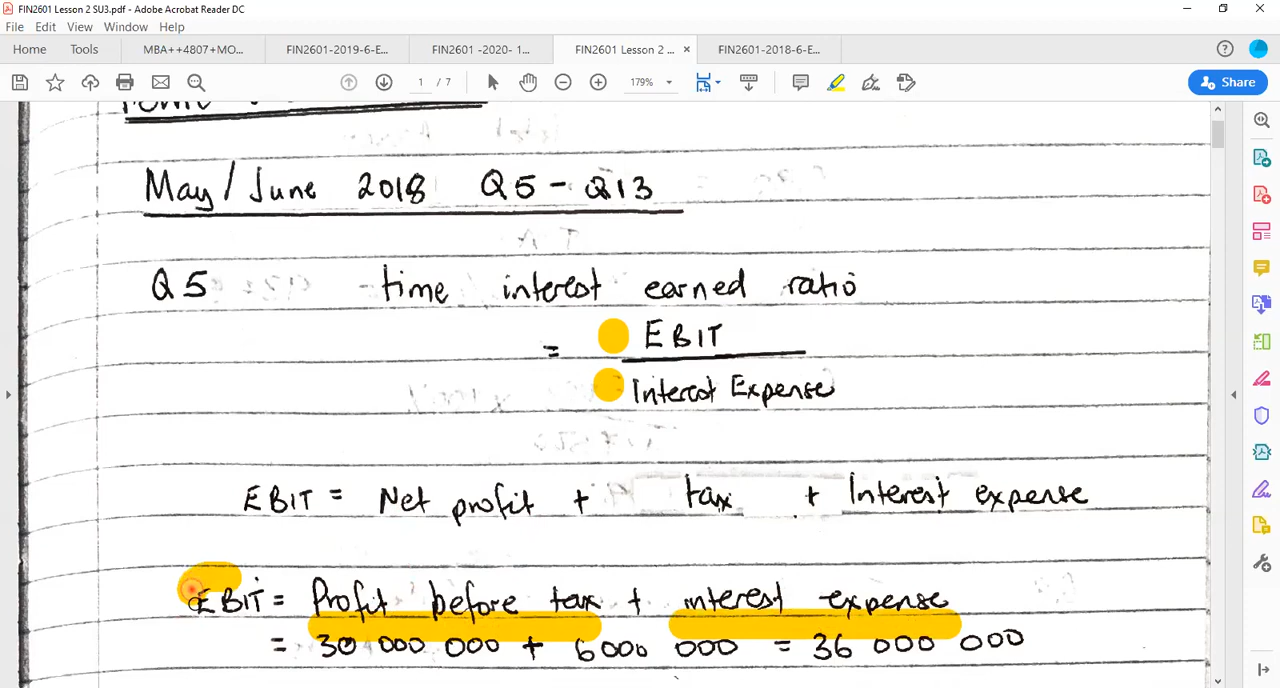 FIN2601 Lesson 2 SU3.pdf - Adobe Acrobat Reader DC
File Edit View Window Help
Home Tools MBA++4807+MO... FIN2601-2019-6-E... FIN2601 -2020- 1... FIN2601 Lesson 2 ... × FIN2601-2018-6-E...
1 / 7 179% Share
May/June 2018 Q5 - Q13
Q5 - time interest earned ratio
= EBIT
Interest Expense
EBIT = Net profit + tax + Interest expense
EBIT = Profit before tax + interest expense
= 30 000 000 + 6000 000 = 36 000 000